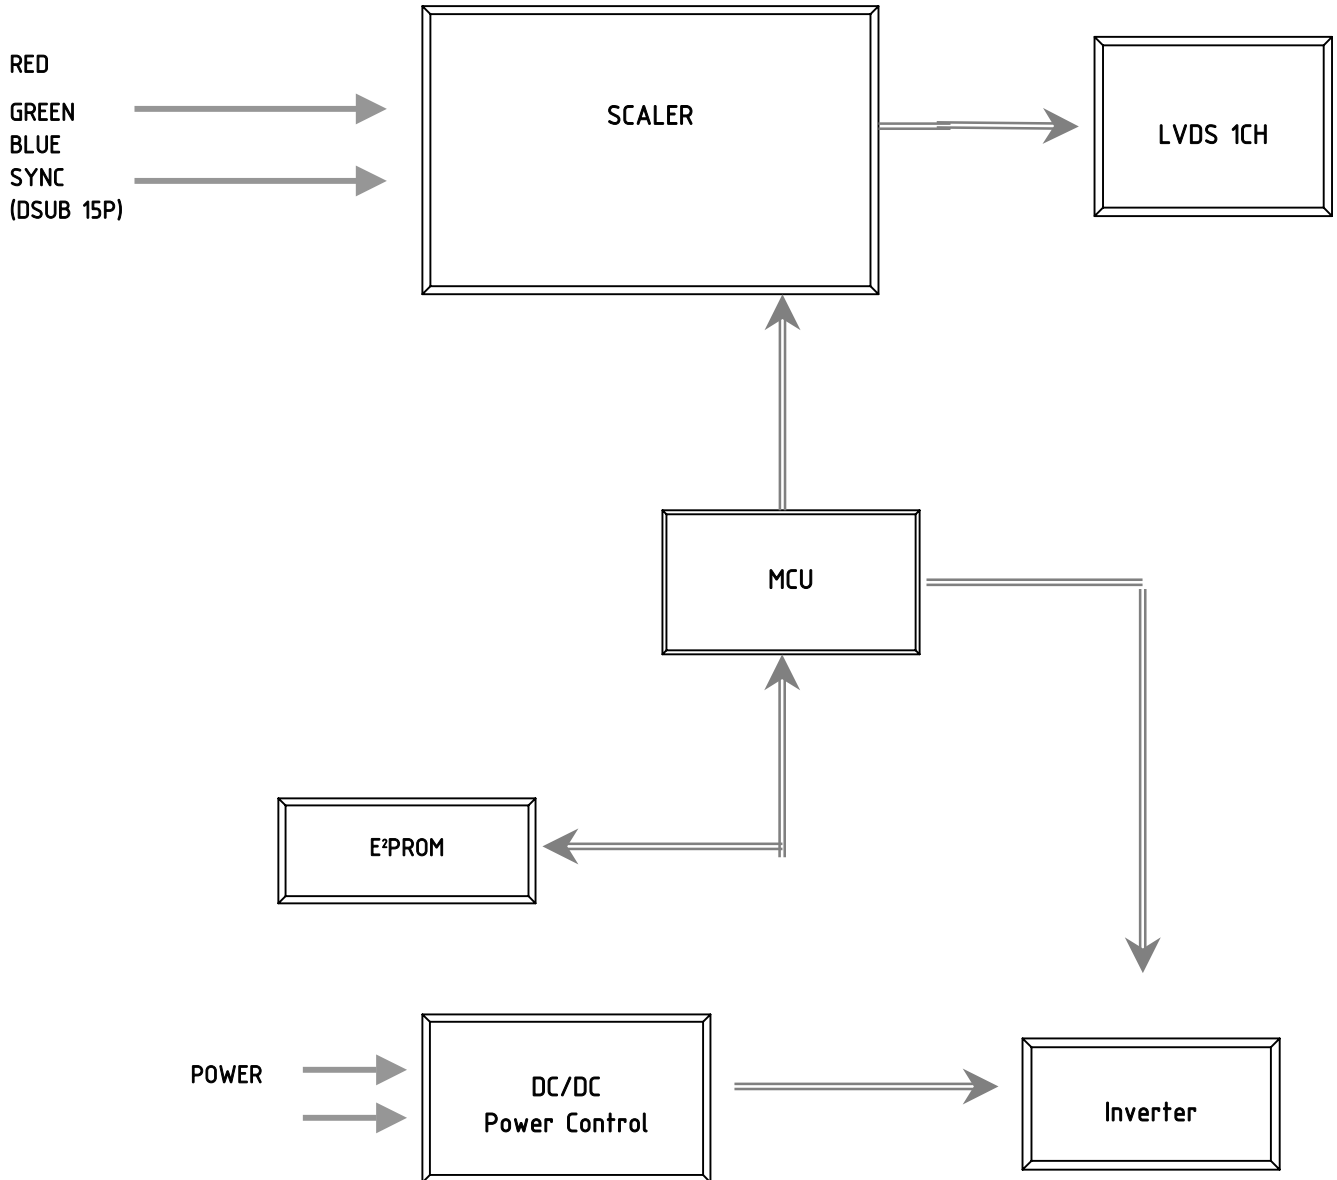 RED
GREEN
BLUE
SYNC
(DSUB 15P)
SCALER
LVDS 1CH
MCU
E²PROM
POWER
DC/DC
Power Control
Inverter